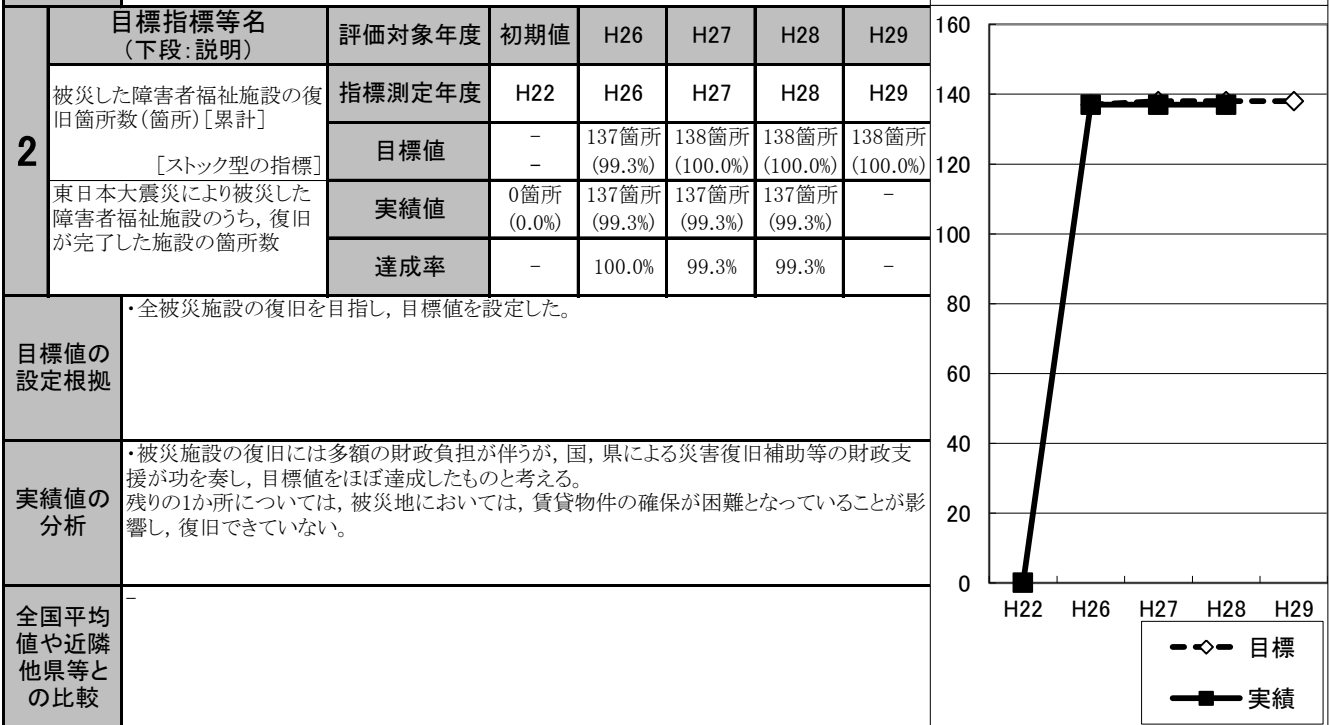 2
目標指標等名
(下段:説明)
評価対象年度 初期値 H26 H27 H28 H29
被災した障害者福祉施設の復
旧箇所数(箇所)[累計]
[ストック型の指標]
指標測定年度 H22 H26 H27 H28 H29
目標値
- 137箇所 138箇所 138箇所 138箇所
- (99.3%) (100.0%) (100.0%) (100.0%)
東日本大震災により被災した
障害者福祉施設のうち,復旧
が完了した施設の箇所数
実績値
0箇所 137箇所 137箇所 137箇所 -
(0.0%) (99.3%) (99.3%) (99.3%)
達成率 - 100.0% 99.3% 99.3% -
目標値の
設定根拠
・全被災施設の復旧を目指し,目標値を設定した。
実績値の
分析
・被災施設の復旧には多額の財政負担が伴うが,国,県による災害復旧補助等の財政支
援が功を奏し,目標値をほぼ達成したものと考える。
残りの1か所については,被災地においては,賃貸物件の確保が困難となっていることが影
響し,復旧できていない。
全国平均
値や近隣
他県等と
の比較
-
160
140
120
100
80
60
40
20
0
H22 H26 H27 H28 H29
目標
実績